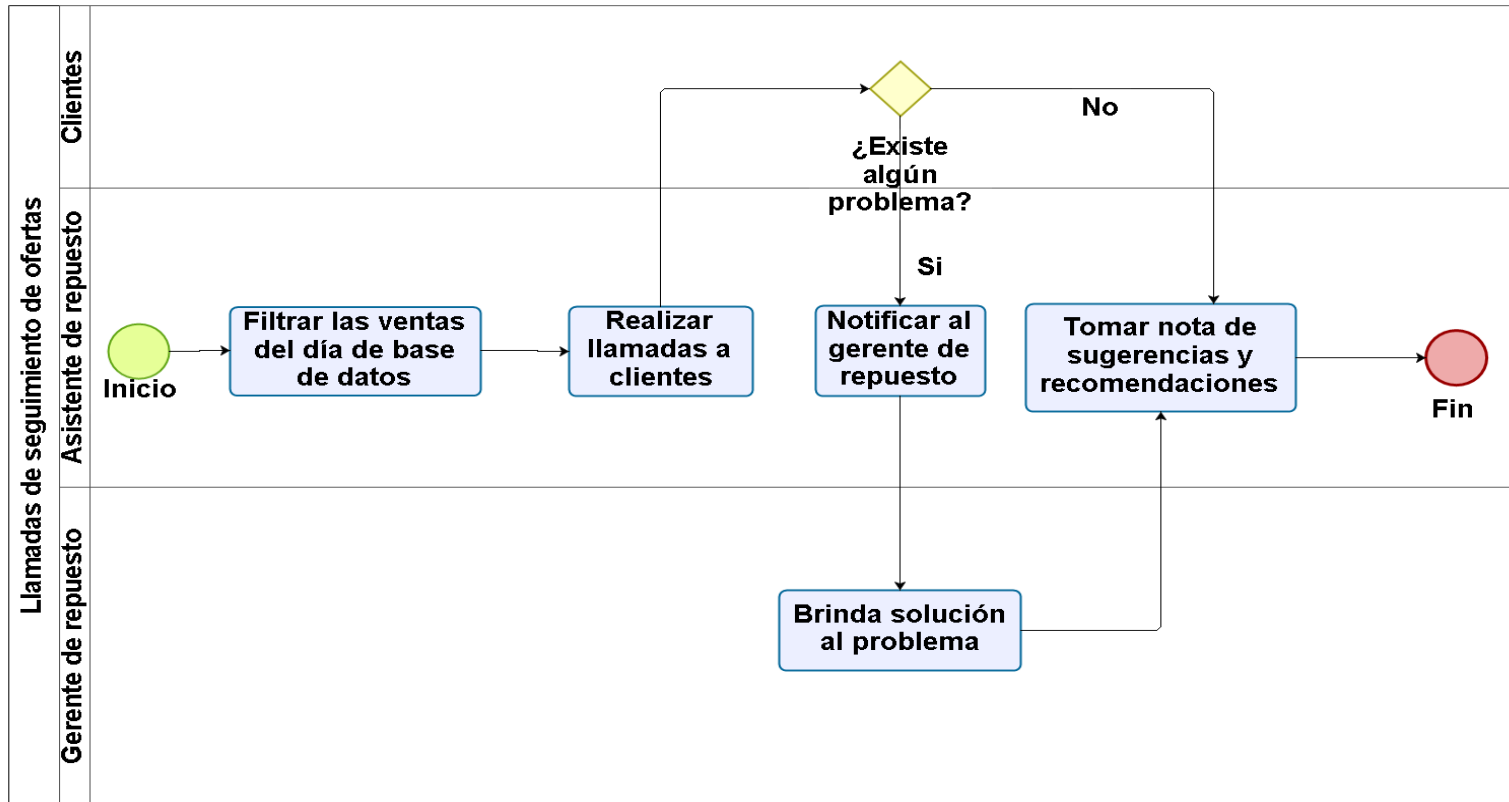 Llamadas de seguimiento de ofertas
Clientes
Asistente de repuesto
Gerente de repuesto
No
¿Existe
algún
problema?
Si
Inicio
Filtrar las ventas
del día de base
de datos
Realizar
llamadas a
clientes
Notificar al
gerente de
repuesto
Tomar nota de
sugerencias y
recomendaciones
Fin
Brinda solución
al problema